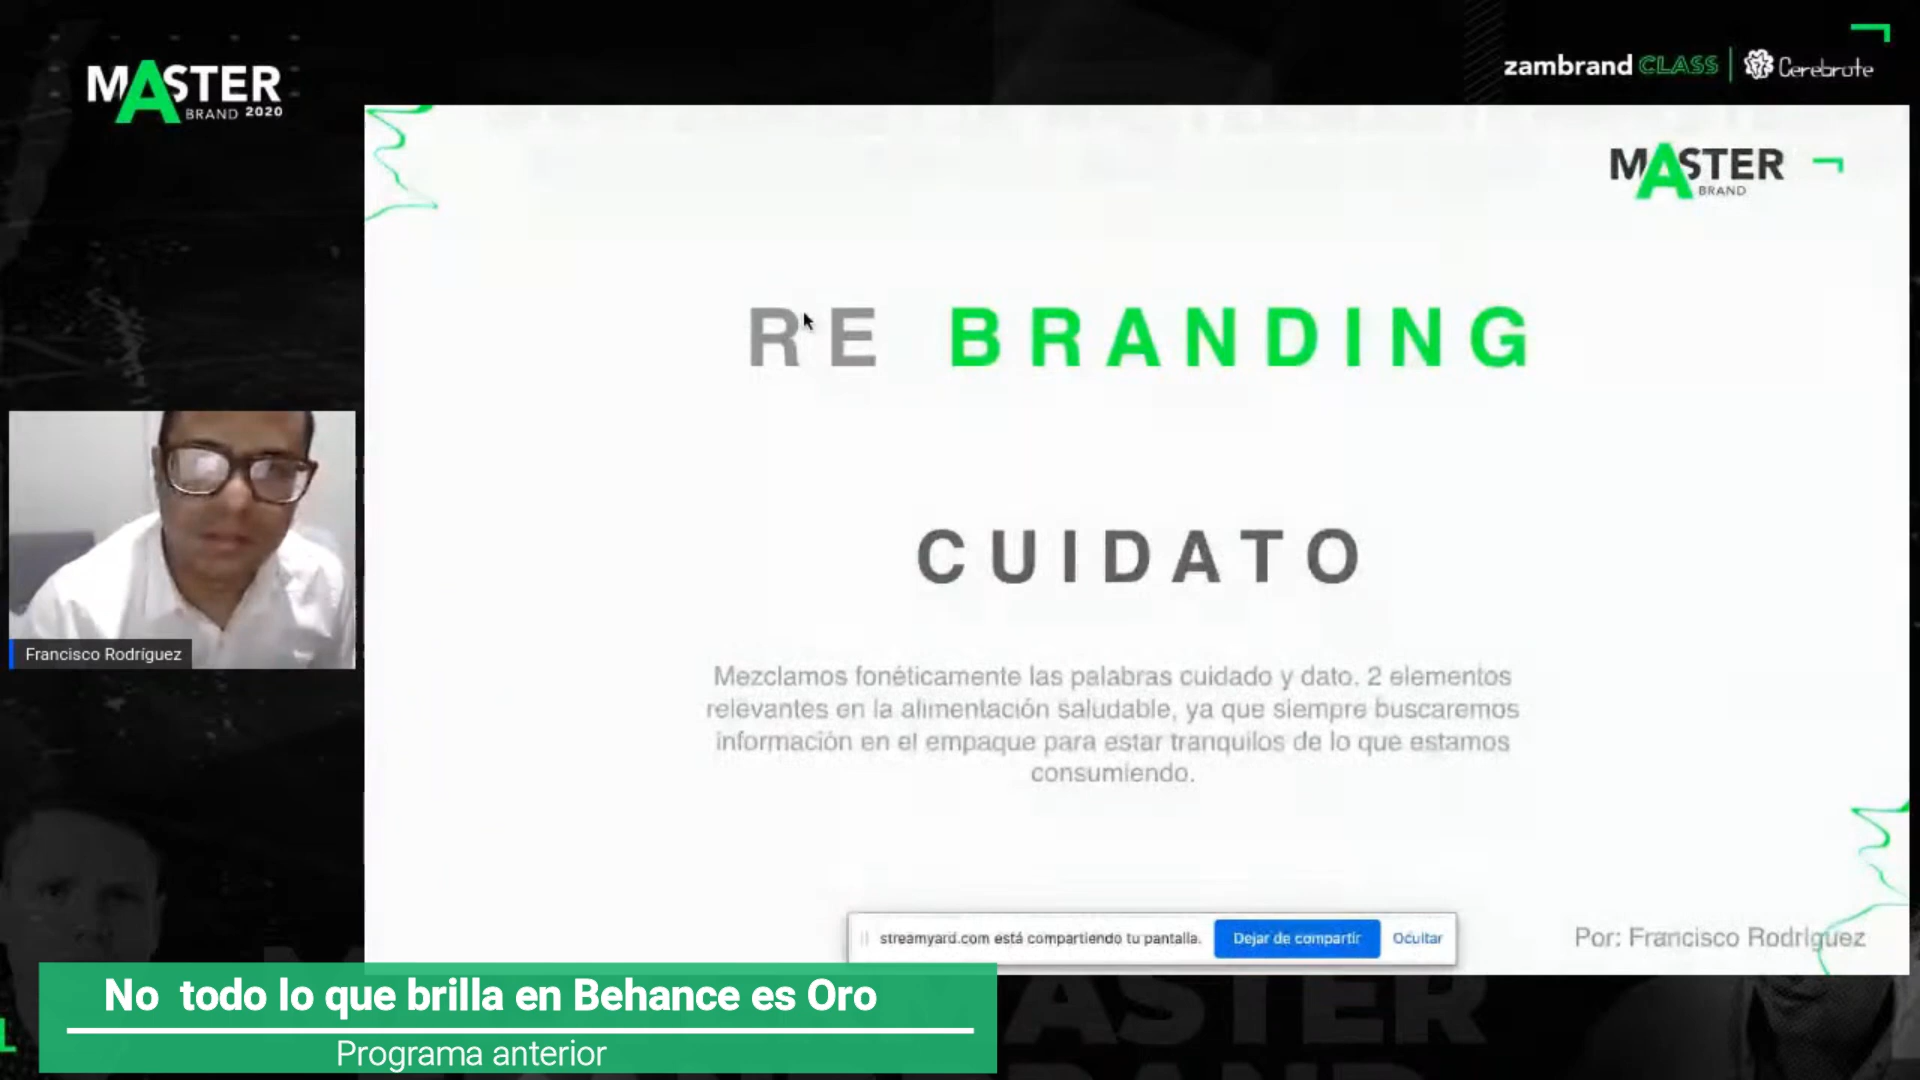 MASTER
BRAND 2020
zambrand CLASS | Cerebrote
MASTER
BRAND
RE BRANDING
CUIDATO
Mezclamos fonéticamente las palabras cuidado y dato. 2 elementos
relevantes en la alimentación saludable, ya que siempre buscaremos
información en el empaque para estar tranquilos de lo que estamos
consumiendo.
Francisco Rodríguez
streamyard.com está compartiendo tu pantalla.
Dejar de compartir
Ocultar
Por: Francisco Rodríguez
No todo lo que brilla en Behance es Oro
Programa anterior
MASTER